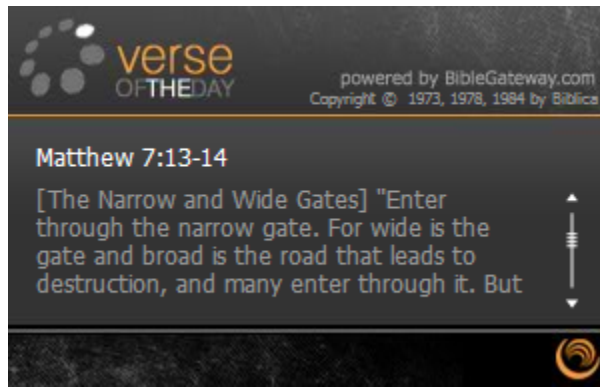 verse
OFTHEDAY
powered by BibleGateway.com
Copyright © 1973, 1978, 1984 by Biblica
Matthew 7:13-14
[The Narrow and Wide Gates] "Enter
through the narrow gate. For wide is the
gate and broad is the road that leads to
destruction, and many enter through it. But